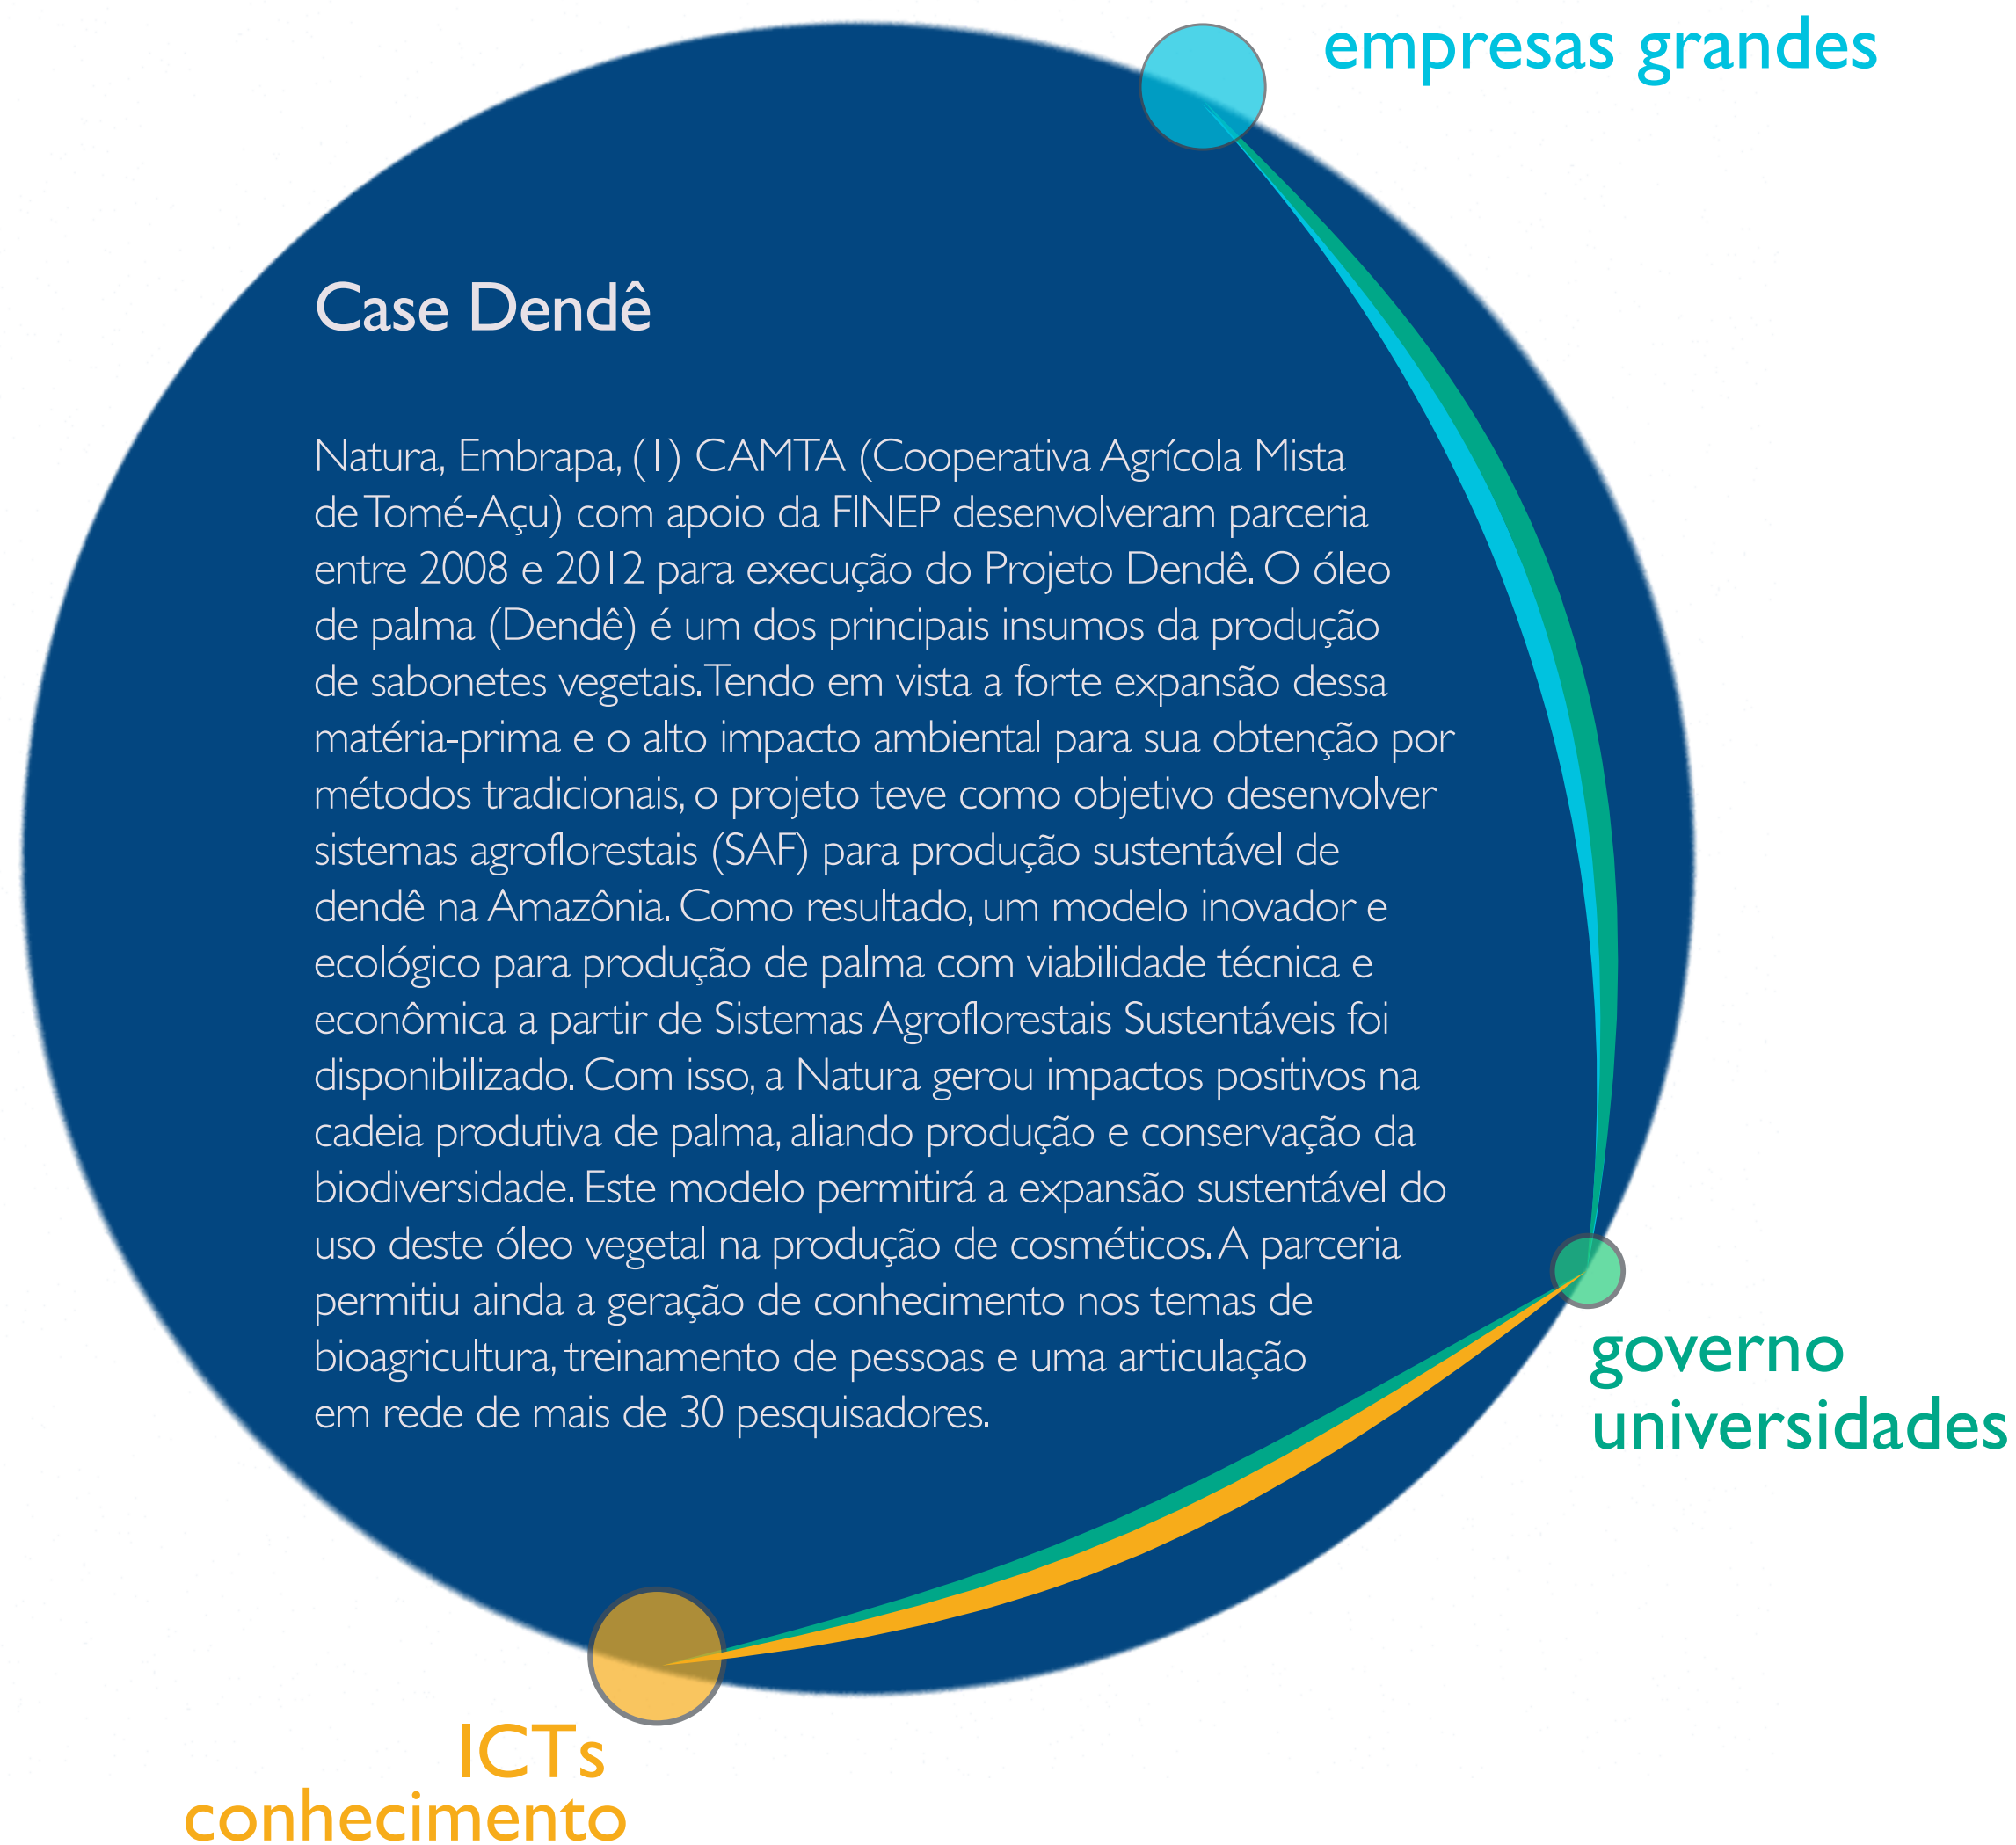 empresas grandes
Case Dendê
Natura, Embrapa, (1) CAMTA (Cooperativa Agrícola Mista
de Tomé-Açu) com apoio da FINEP desenvolveram parceria
entre 2008 e 2012 para execução do Projeto Dendê. O óleo
de palma (Dendê) é um dos principais insumos da produção
de sabonetes vegetais. Tendo em vista a forte expansão dessa
matéria-prima e o alto impacto ambiental para sua obtenção por
métodos tradicionais, o projeto teve como objetivo desenvolver
sistemas agroflorestais (SAF) para produção sustentável de
dendê na Amazônia. Como resultado, um modelo inovador e
ecológico para produção de palma com viabilidade técnica e
econômica a partir de Sistemas Agroflorestais Sustentáveis foi
disponibilizado. Com isso, a Natura gerou impactos positivos na
cadeia produtiva de palma, aliando produção e conservação da
biodiversidade. Este modelo permitirá a expansão sustentável do
uso deste óleo vegetal na produção de cosméticos. A parceria
permitiu ainda a geração de conhecimento nos temas de
bioagricultura, treinamento de pessoas e uma articulação
em rede de mais de 30 pesquisadores.
governo
universidades
ICTs
conhecimento